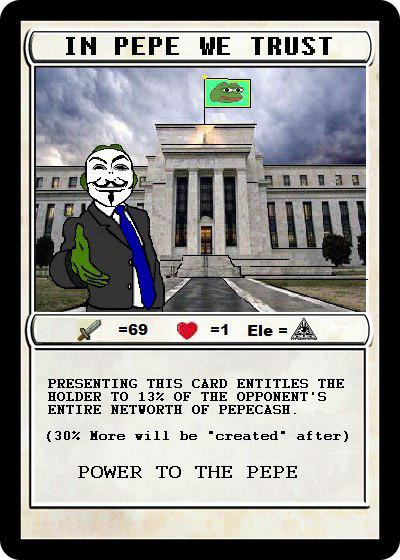 IN PEPE WE TRUST
=69 =1 Ele =
PRESENTING THIS CARD ENTITLES THE
HOLDER TO 13% OF THE OPPONENT'S
ENTIRE NETWORTH OF PEPECASH.
(30% More will be "created" after)
POWER TO THE PEPE